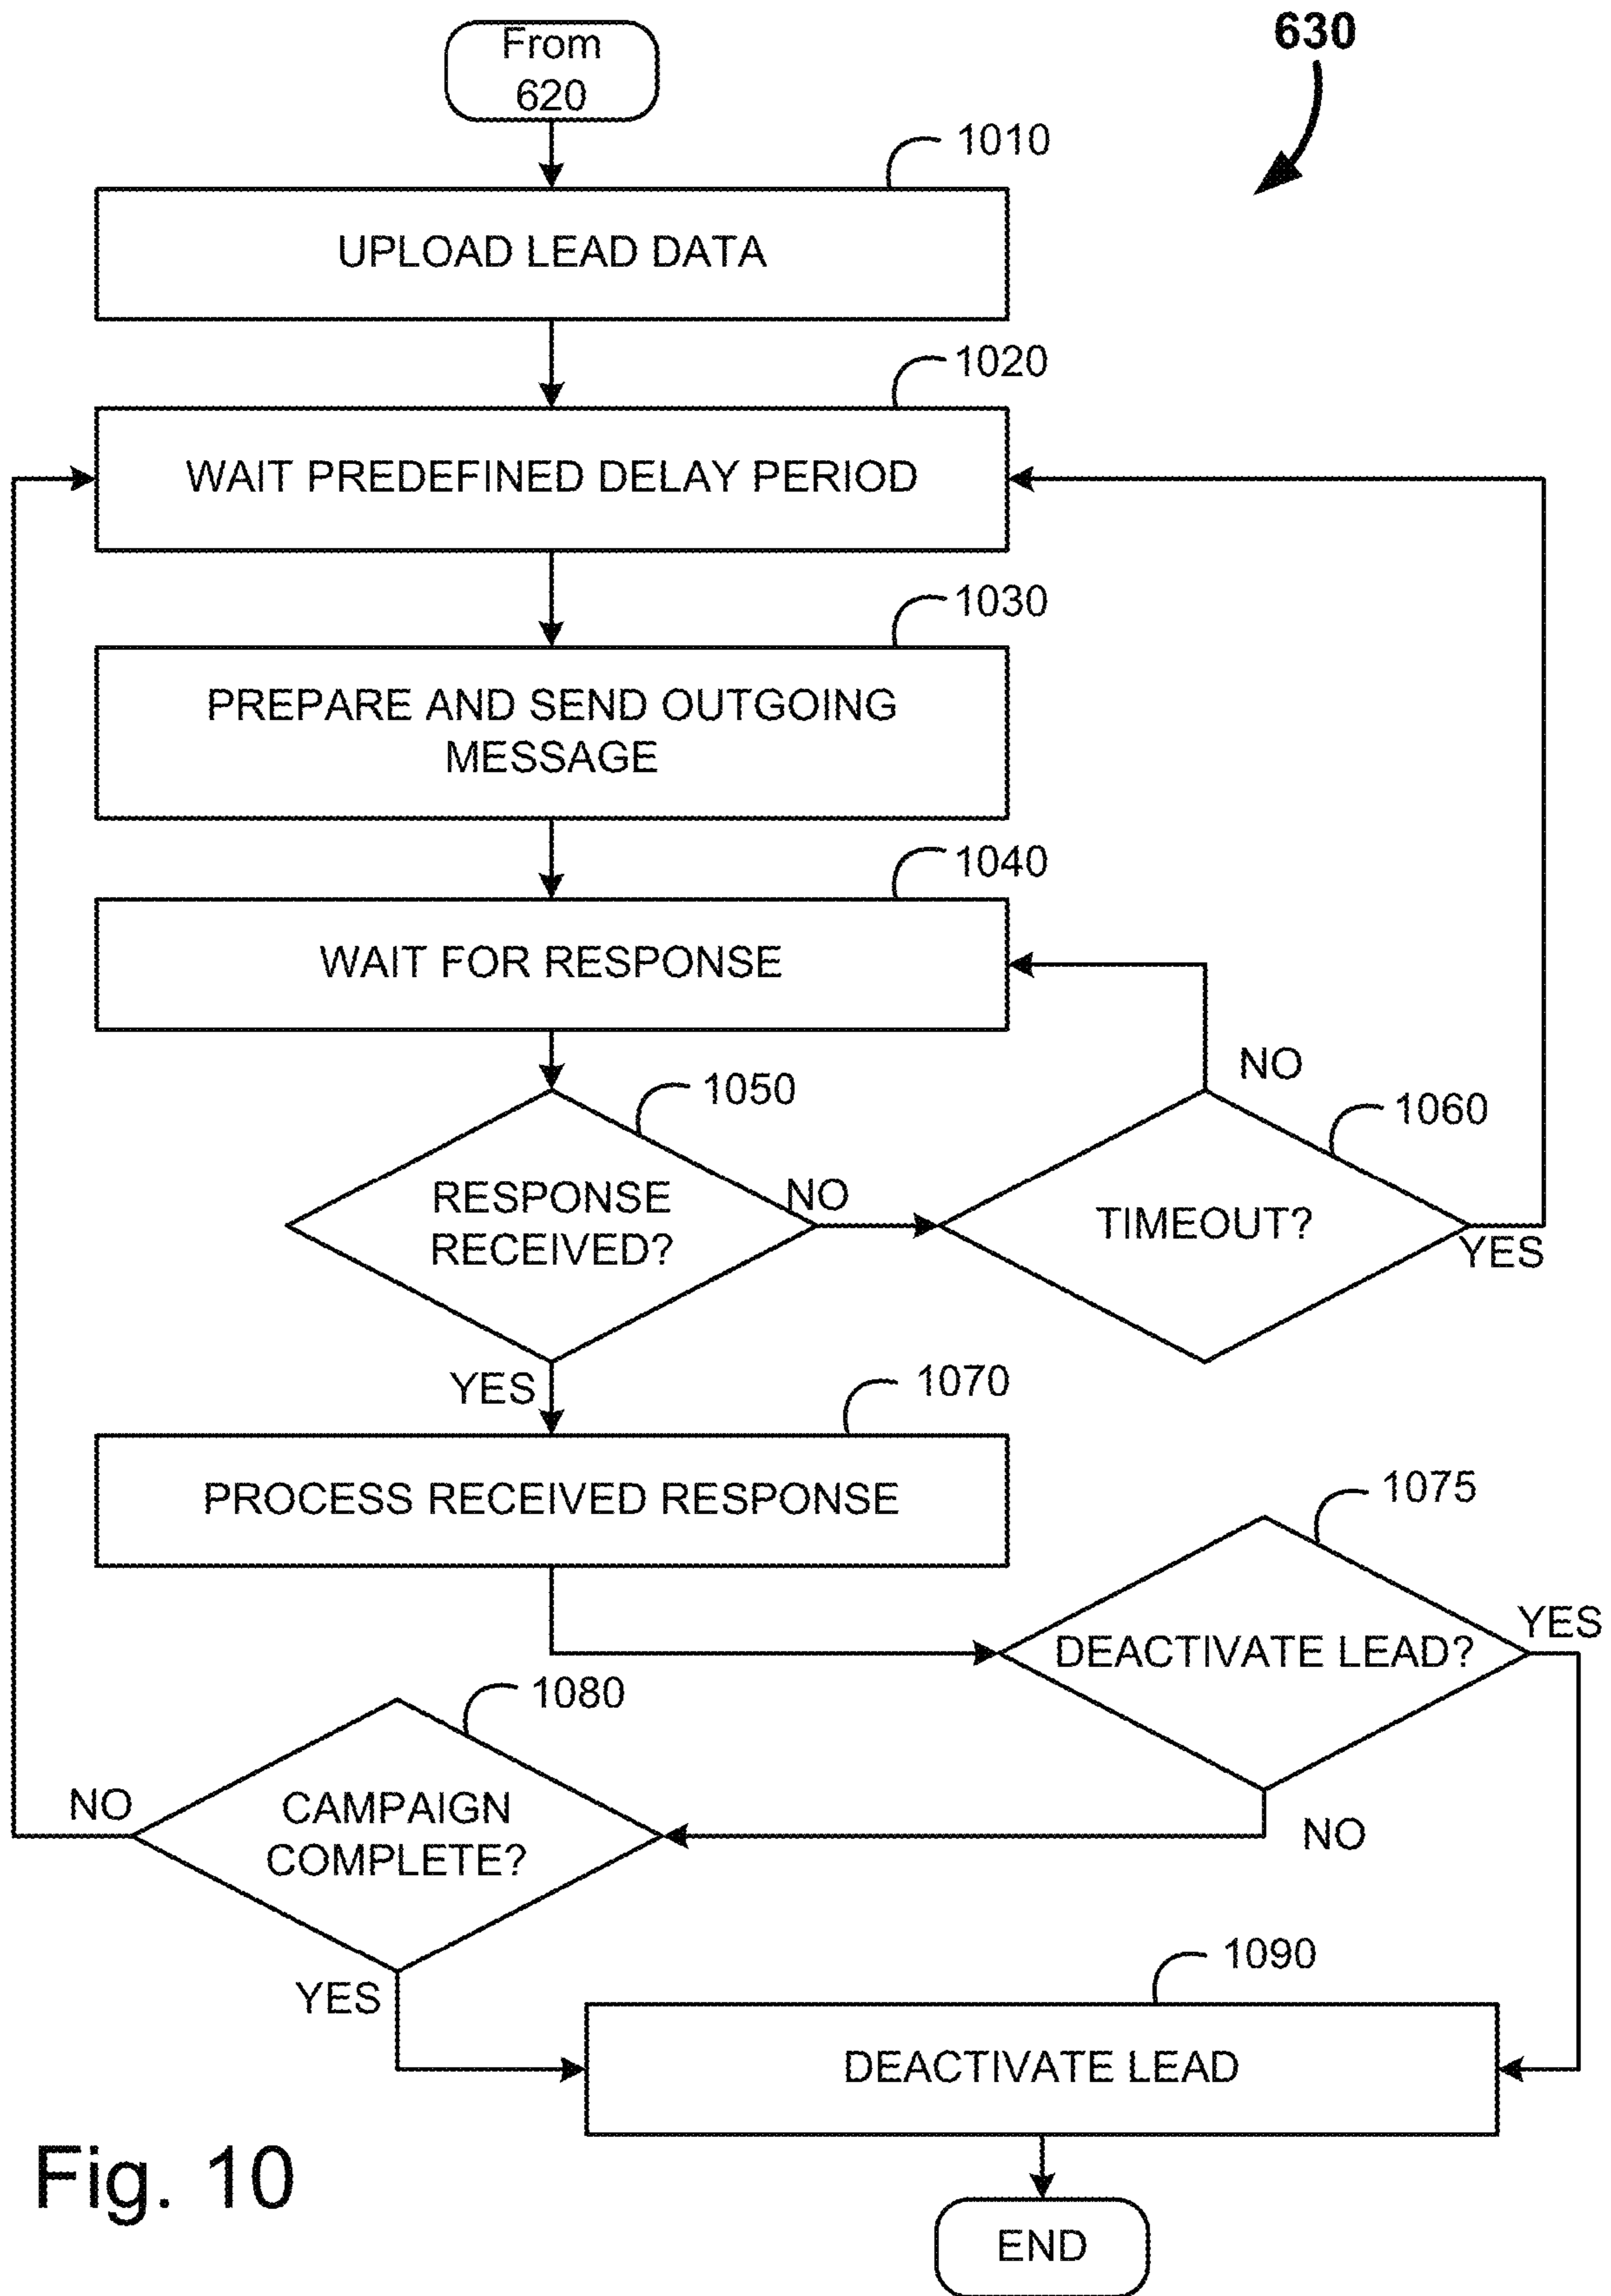 From
620
630
1010
UPLOAD LEAD DATA
1020
WAIT PREDEFINED DELAY PERIOD
1030
PREPARE AND SEND OUTGOING
MESSAGE
1040
WAIT FOR RESPONSE
NO
1050
1060
RESPONSE
RECEIVED?
NO
TIMEOUT?
YES
YES
1070
PROCESS RECEIVED RESPONSE
1075
DEACTIVATE LEAD?
YES
1080
NO
CAMPAIGN
COMPLETE?
NO
YES
1090
DEACTIVATE LEAD
Fig. 10
END